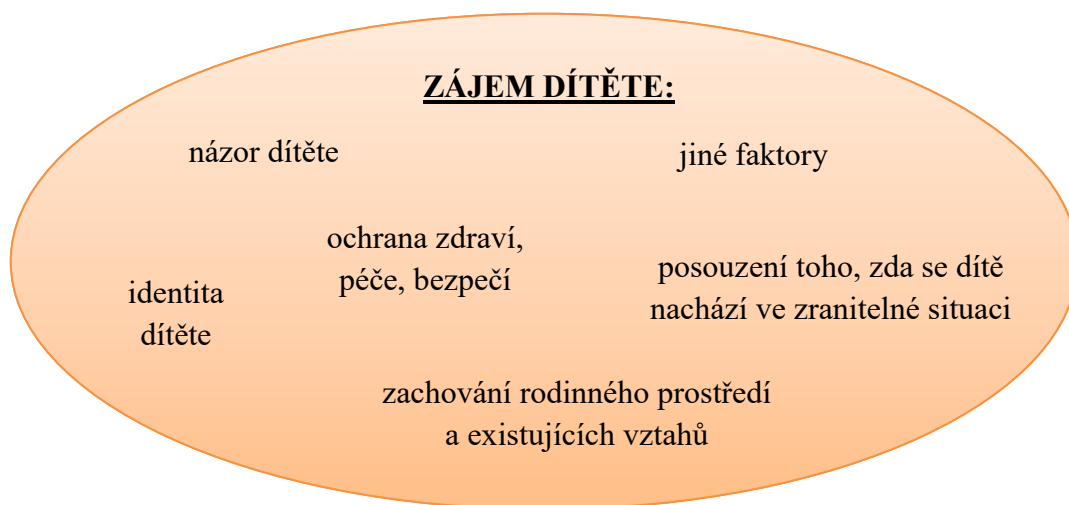 ZÁJEM DÍTĚTE:
názor dítěte
jiné faktory
ochrana zdraví,
péče, bezpečí
identita
dítěte
posouzení toho, zda se dítě
nachází ve zranitelné situaci
zachování rodinného prostředí
a existujících vztahů